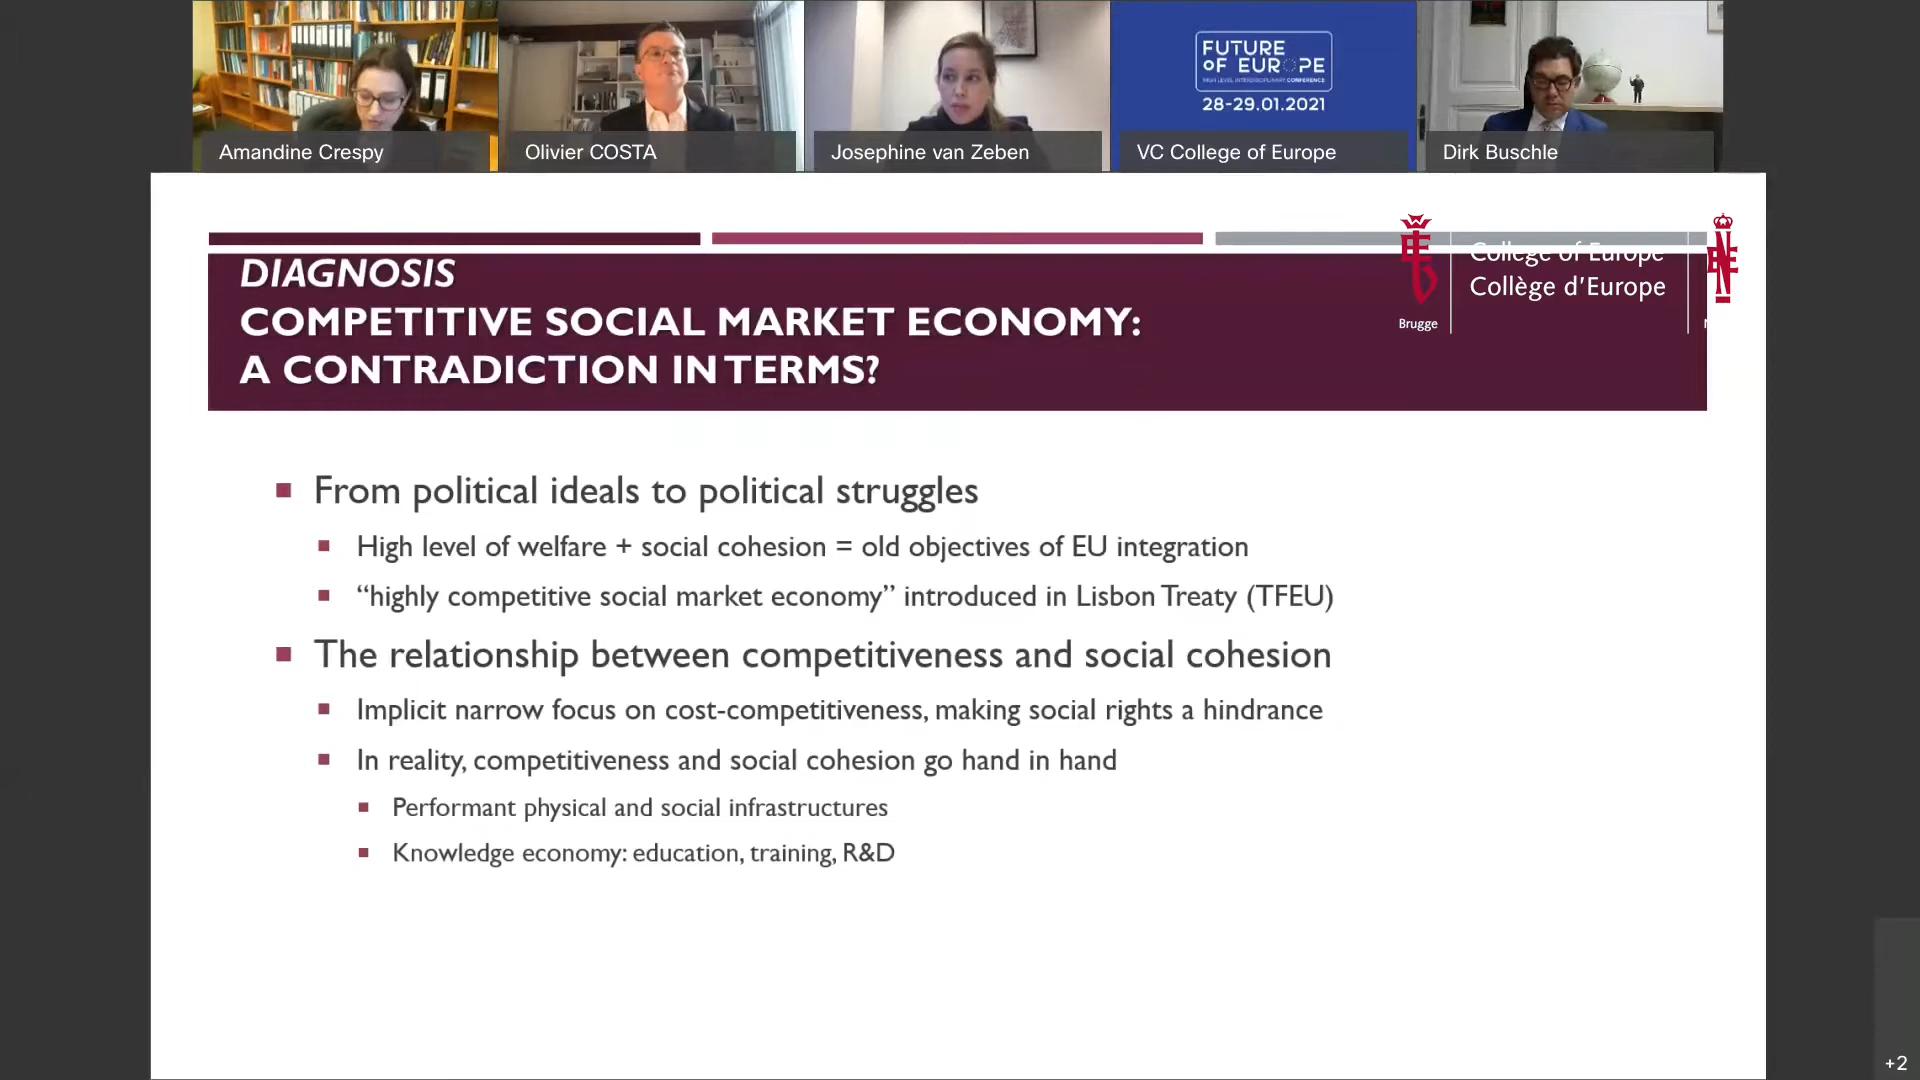 FUTURE
OF EUROPE
HIGH LEVEL INTERDISCIPLINARY CONFERENCE
28-29.01.2021
Amandine Crespy
Olivier COSTA
Josephine van Zeben
VC College of Europe
Dirk Buschle
College of Europe
Collège d'Europe
Brugge
DIAGNOSIS
COMPETITIVE SOCIAL MARKET ECONOMY:
A CONTRADICTION IN TERMS?
From political ideals to political struggles
High level of welfare + social cohesion = old objectives of EU integration
“highly competitive social market economy” introduced in Lisbon Treaty (TFEU)
The relationship between competitiveness and social cohesion
Implicit narrow focus on cost-competitiveness, making social rights a hindrance
In reality, competitiveness and social cohesion go hand in hand
Performant physical and social infrastructures
Knowledge economy: education, training, R&D
+2